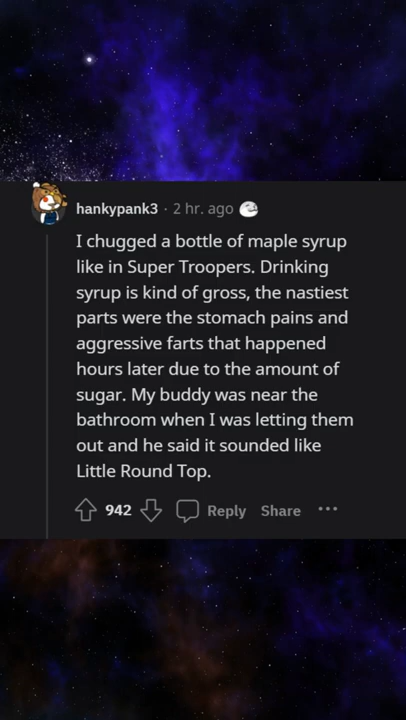 hankypank3 · 2 hr. ago
I chugged a bottle of maple syrup
like in Super Troopers. Drinking
syrup is kind of gross, the nastiest
parts were the stomach pains and
aggressive farts that happened
hours later due to the amount of
sugar. My buddy was near the
bathroom when I was letting them
out and he said it sounded like
Little Round Top.
942 Reply Share ···